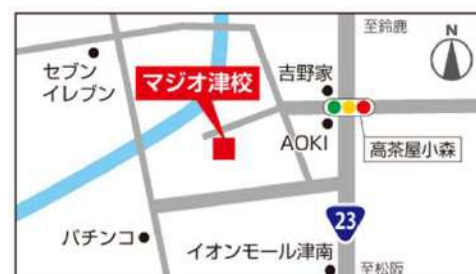 至鈴鹿
N
セブン
イレブン
マジオ津校
吉野家
AOKI
高茶屋小森
23
パチンコ
イオンモール津南
至松阪